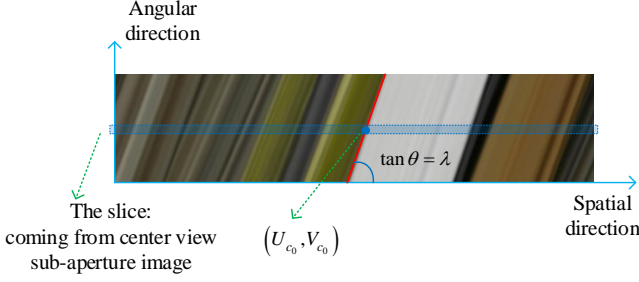 Angular
direction
tan θ = λ
The slice:
coming from center view
sub-aperture image
(U_{c_0}, V_{c_0})
Spatial
direction